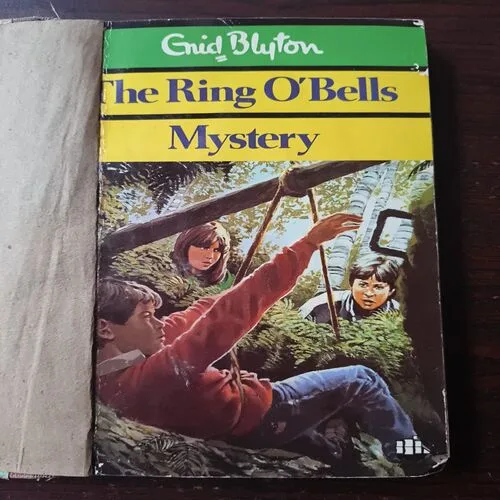 Enid Blyton
The Ring O'Bells
Mystery